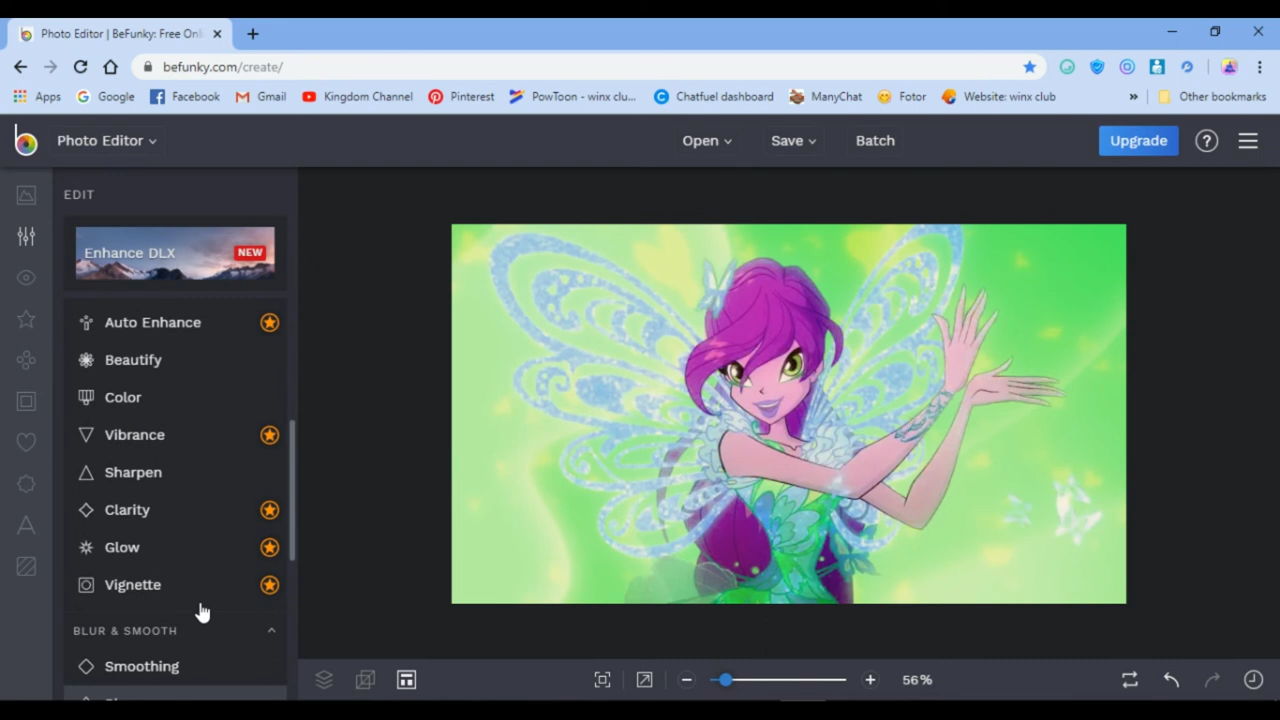 Photo Editor | BeFunky: Free Onl
befunky.com/create/
Apps Google Facebook Gmail Kingdom Channel Pinterest PowToon - winx clu... Chatfuel dashboard ManyChat Fotor Website: winx club » Other bookmarks
Photo Editor Open Save Batch Upgrade ?
EDIT
Enhance DLX NEW
Auto Enhance
Beautify
Color
Vibrance
Sharpen
Clarity
Glow
Vignette
BLUR & SMOOTH
Smoothing
56%